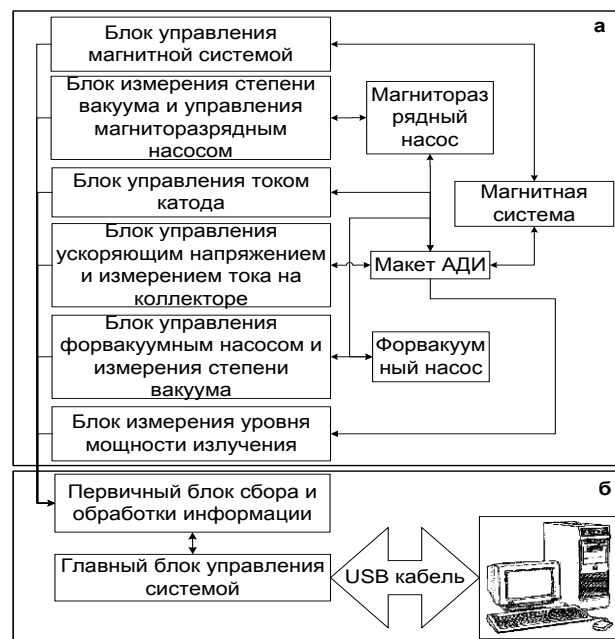 а
Блок управления
магнитной системой
Блок измерения степени
вакуума и управления
магниторазрядным
насосом
Магнитораз
рядный
насос
Блок управления током
катода
Магнитная
система
Блок управления
ускоряющим напряжением
и измерением тока на
коллекторе
Макет АДИ
Блок управления
форвакуумным насосом и
измерения степени
вакуума
Форвакуум
ный насос
Блок измерения уровня
мощности излучения
б
Первичный блок сбора и
обработки информации
Главный блок управления
системой
USB кабель